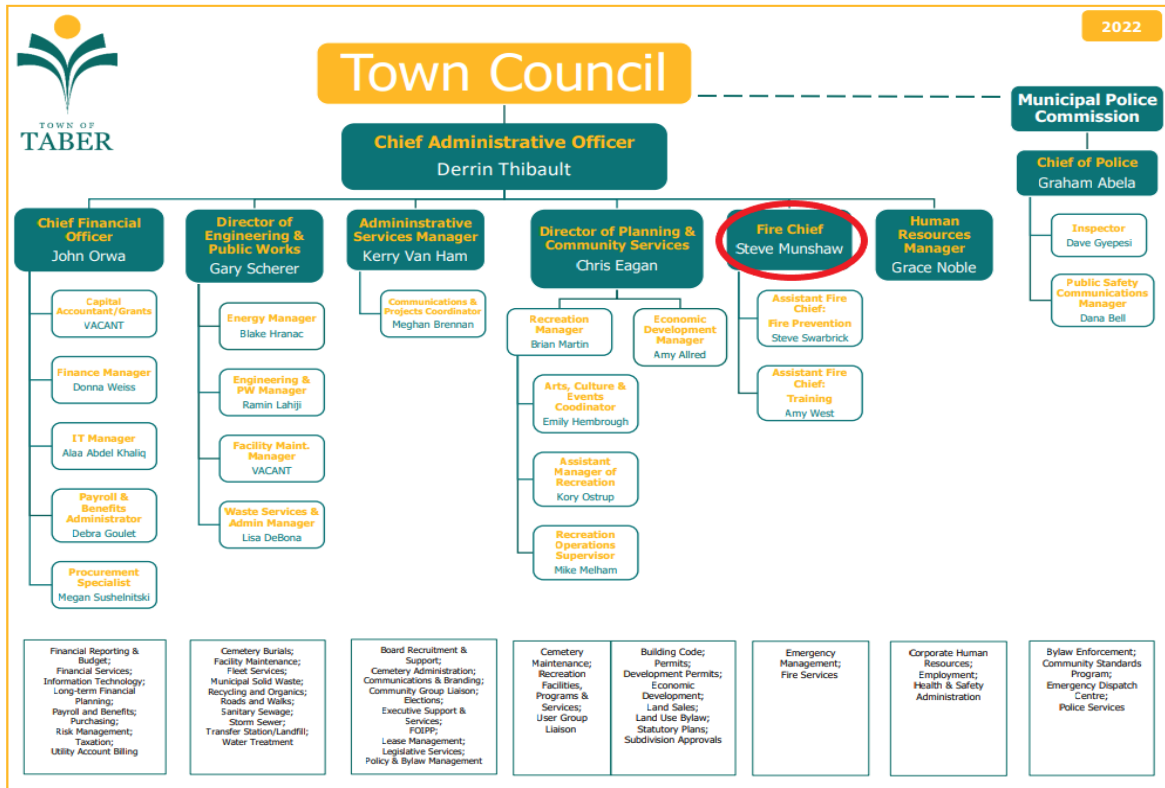 2022
Town Council
TOWN OF
TABER
Municipal Police
Commission
Chief Administrative Officer
Derrin Thibault
Chief of Police
Graham Abela
Chief Financial
Officer
John Orwa
Director of
Engineering &
Public Works
Gary Scherer
Admininstrative
Services Manager
Kerry Van Ham
Director of Planning &
Community Services
Chris Eagan
Fire Chief
Steve Munshaw
Human
Resources
Manager
Grace Noble
Inspector
Dave Gyepesi
Public Safety
Communications
Manager
Dana Bell
Capital
Accountant/Grants
VACANT
Finance Manager
Donna Weiss
IT Manager
Alaa Abdel Khaliq
Payroll &
Benefits
Administrator
Debra Goulet
Procurement
Specialist
Megan Sushelnitski
Energy Manager
Blake Hranac
Engineering &
PW Manager
Ramin Lahiji
Facility Maint.
Manager
VACANT
Waste Services &
Admin Manager
Lisa DeBona
Communications &
Projects Coordinator
Meghan Brennan
Recreation
Manager
Brian Martin
Economic
Development
Manager
Amy Allred
Arts, Culture &
Events
Coodinator
Emily Hembrough
Assistant
Manager of
Recreation
Kory Ostrup
Recreation
Operations
Supervisor
Mike Melham
Assistant Fire
Chief:
Fire Prevention
Steve Swarbrick
Assistant Fire
Chief:
Training
Amy West
Financial Reporting &
Budget;
Financial Services;
Information Technology;
Long-term Financial
Planning;
Payroll and Benefits;
Purchasing;
Risk Management;
Taxation;
Utility Account Billing
Cemetery Burials;
Facility Maintenance;
Fleet Services;
Municipal Solid Waste;
Recycling and Organics;
Roads and Walks;
Sanitary Sewage;
Storm Sewer;
Transfer Station/Landfill;
Water Treatment
Board Recruitment &
Support;
Cemetery Administration;
Communications & Branding;
Community Group Liaison;
Elections;
Executive Support &
Services;
FOIPP;
Lease Management;
Legislative Services;
Policy & Bylaw Management
Cemetery
Maintenance;
Recreation
Facilities,
Programs &
Services;
User Group
Liaison
Building Code;
Permits;
Development Permits;
Economic
Development;
Land Sales;
Land Use Bylaw;
Statutory Plans;
Subdivision Approvals
Emergency
Management;
Fire Services
Corporate Human
Resources;
Employment;
Health & Safety
Administration
Bylaw Enforcement;
Community Standards
Program;
Emergency Dispatch
Centre;
Police Services